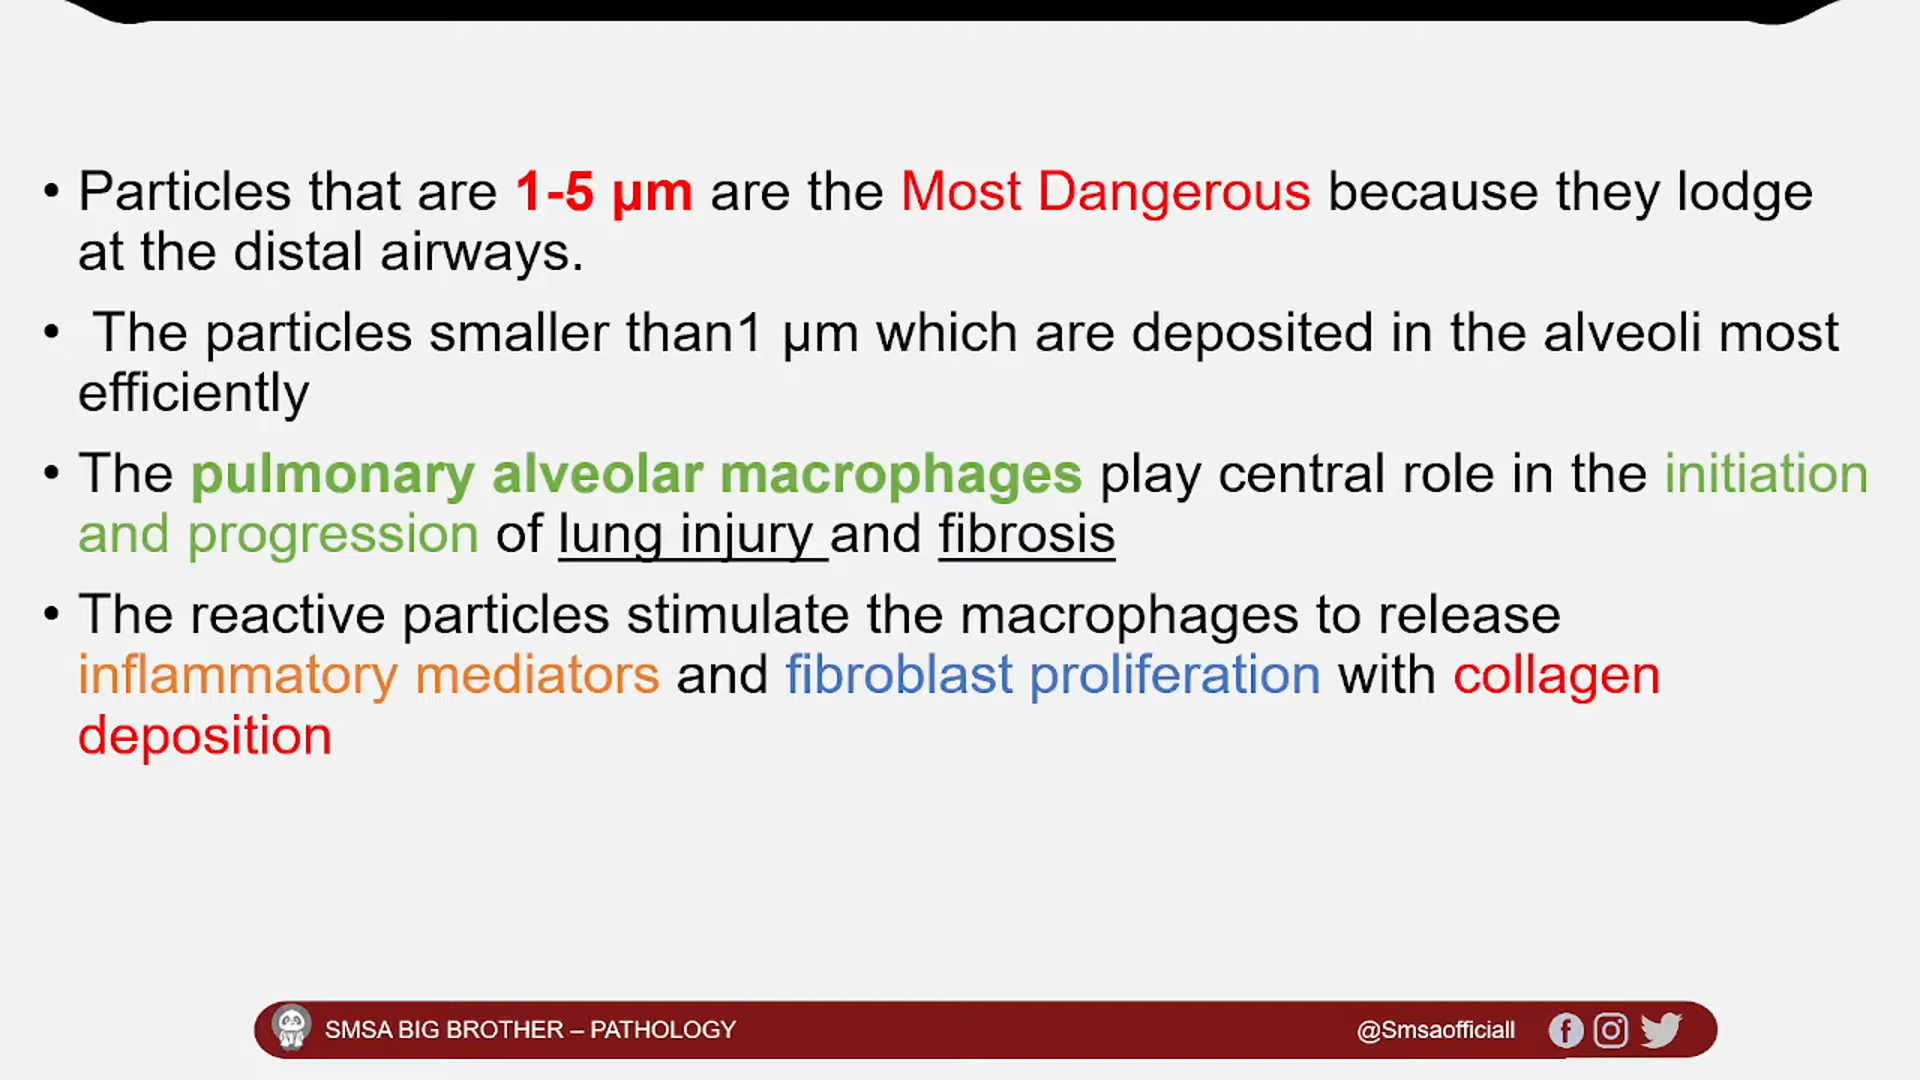 • Particles that are 1-5 µm are the Most Dangerous because they lodge
at the distal airways.
• The particles smaller than1 µm which are deposited in the alveoli most
efficiently
• The pulmonary alveolar macrophages play central role in the initiation
and progression of lung injury and fibrosis
• The reactive particles stimulate the macrophages to release
inflammatory mediators and fibroblast proliferation with collagen
deposition
SMSA BIG BROTHER – PATHOLOGY
@Smsaofficiall